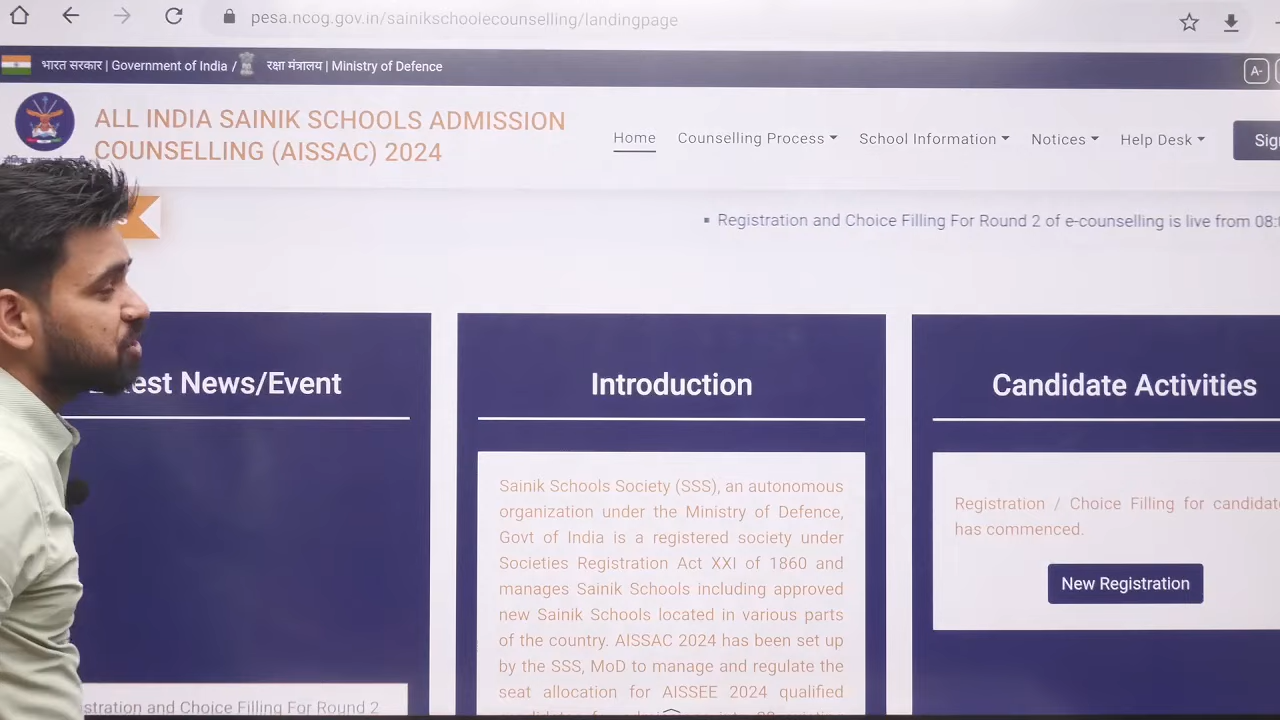 pesa.ncog.gov.in/sainikschoolecounselling/landingpage
भारत सरकार | Government of India / रक्षा मंत्रालय | Ministry of Defence
A-
ALL INDIA SAINIK SCHOOLS ADMISSION
COUNSELLING (AISSAC) 2024
Home Counselling Process School Information Notices Help Desk
Registration and Choice Filling For Round 2 of e-counselling is live from
News/Event
Introduction
Sainik Schools Society (SSS), an autonomous
organization under the Ministry of Defence,
Govt of India is a registered society under
Societies Registration Act XXI of 1860 and
manages Sainik Schools including approved
new Sainik Schools located in various parts
of the country. AISSAC 2024 has been set up
by the SSS, MoD to manage and regulate the
seat allocation for AISSEE 2024 qualified
Candidate Activities
Registration / Choice Filling for
has commenced.
New Registration
and Choice Filling For Round 2